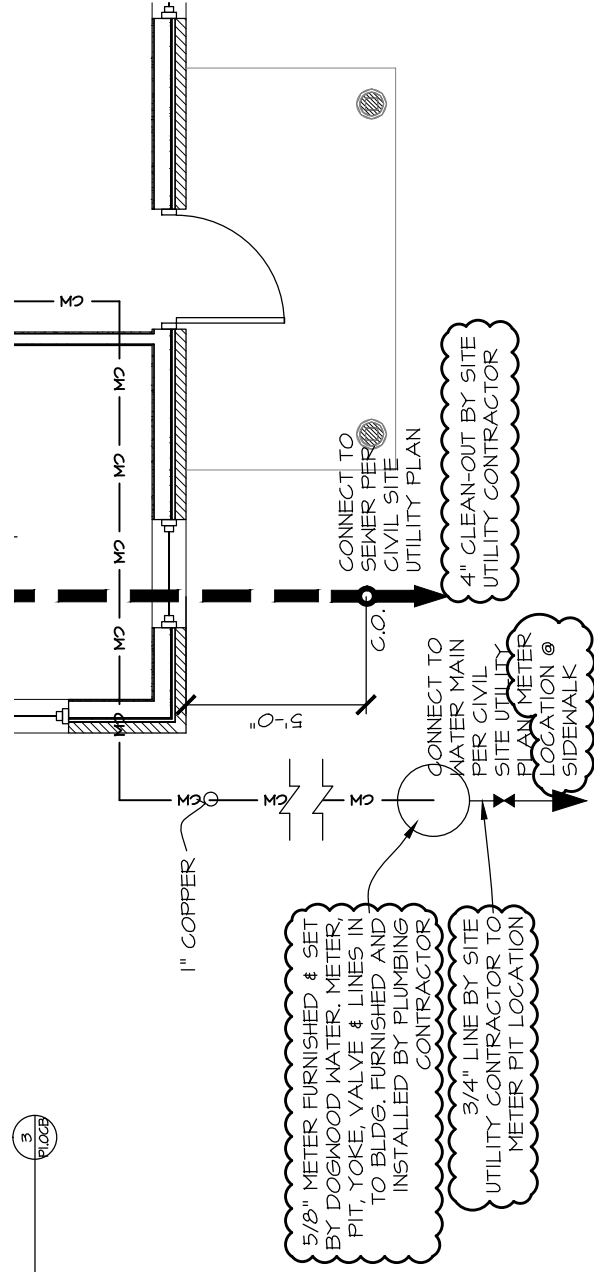 CW
CW
CW
CW
CW
CW
CW
CW
CW
CW
CONNECT TO
SEWER PER
CIVIL SITE
UTILITY PLAN
4" CLEAN-OUT BY SITE
UTILITY CONTRACTOR
C.O.
5'-0"
CONNECT TO
WATER MAIN
PER CIVIL
SITE UTILITY
PLAN METER
LOCATION @
SIDEWALK
1" COPPER
5/8" METER FURNISHED & SET
BY DOGWOOD WATER. METER,
PIT, YOKE, VALVE & LINES IN
TO BLDG. FURNISHED AND
INSTALLED BY PLUMBING
CONTRACTOR
3/4" LINE BY SITE
UTILITY CONTRACTOR TO
METER PIT LOCATION
3
P1.0CB